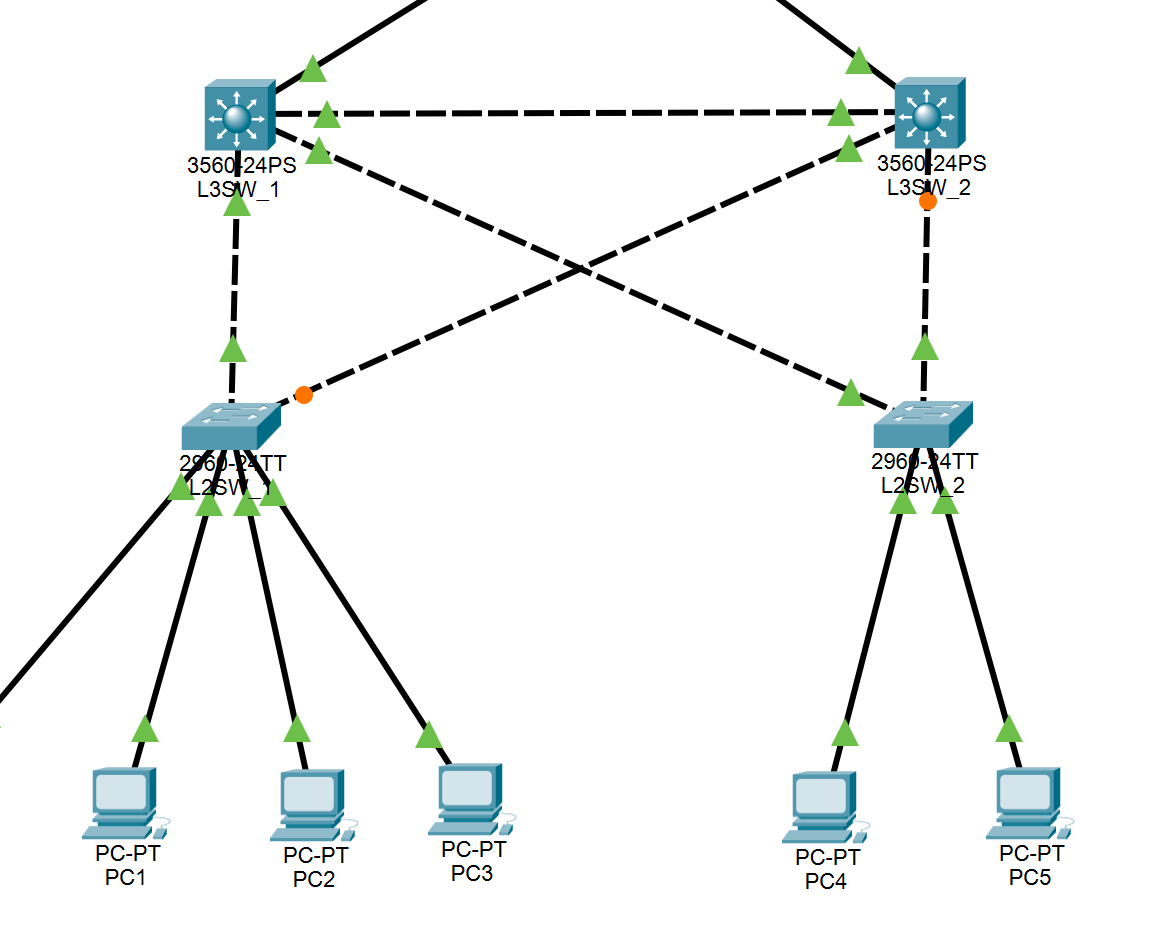 3560-24PS
L3SW_1
3560-24PS
L3SW_2
2960-24TT
L2SW_1
2960-24TT
L2SW_2
PC-PT
PC1
PC-PT
PC2
PC-PT
PC3
PC-PT
PC4
PC-PT
PC5